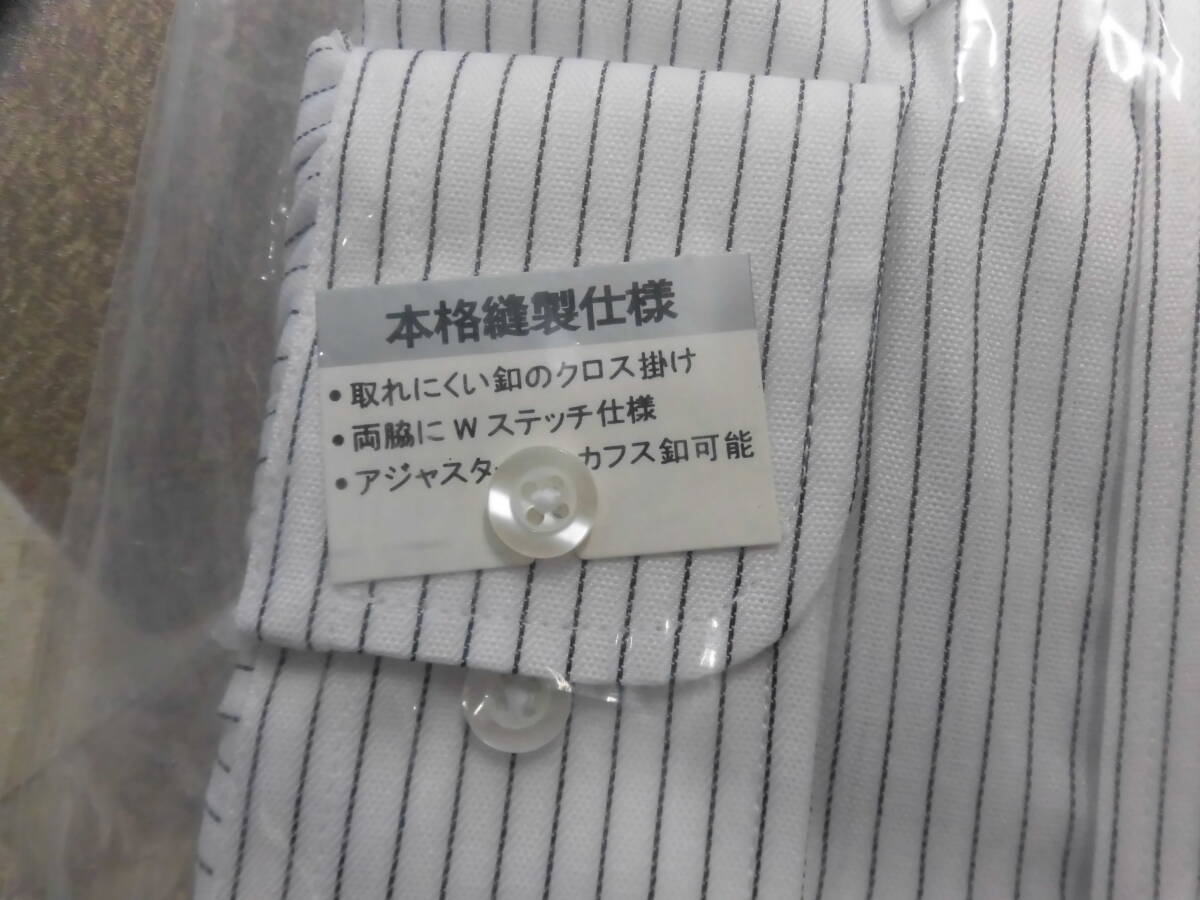 本格縫製仕様
•取れにくい釦のクロス掛け
•両脇にWステッチ仕様
•アジャスタ カフス釦可能